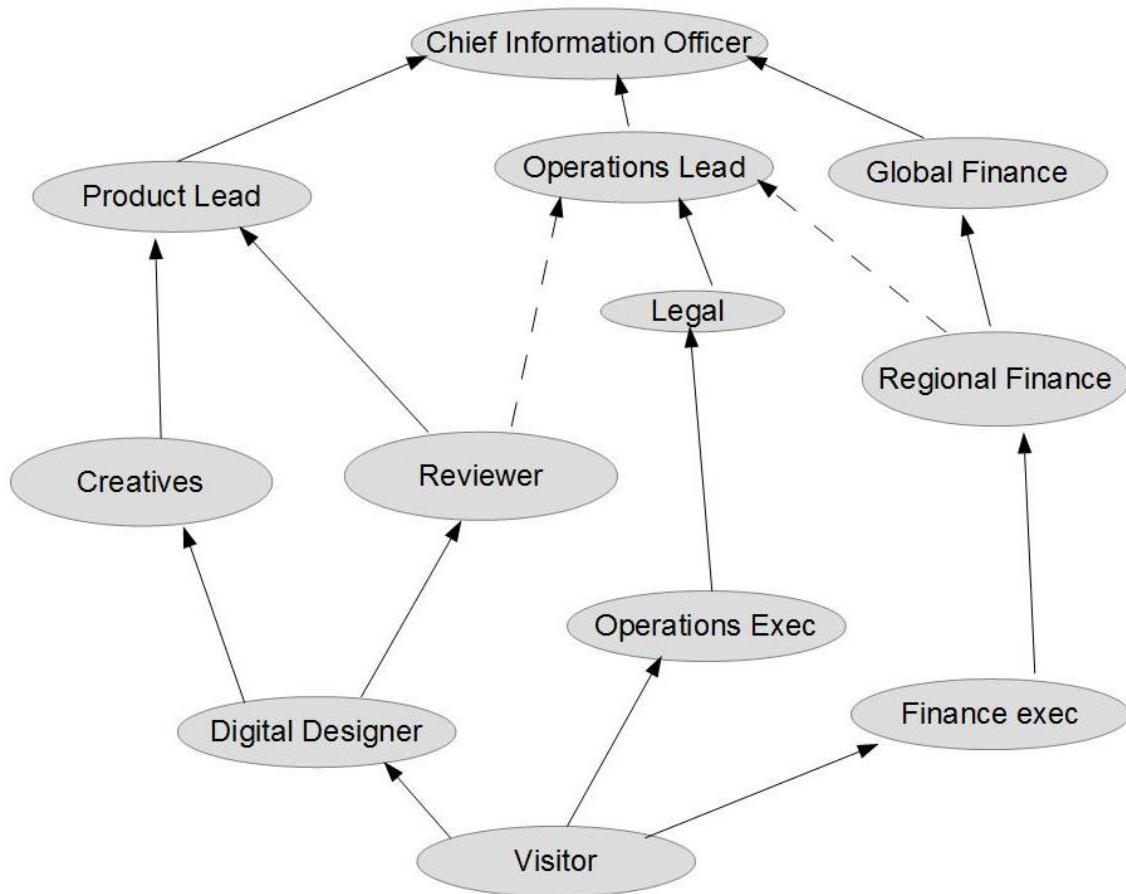 Chief Information Officer
Operations Lead
Global Finance
Product Lead
Legal
Regional Finance
Creatives
Reviewer
Operations Exec
Digital Designer
Finance exec
Visitor